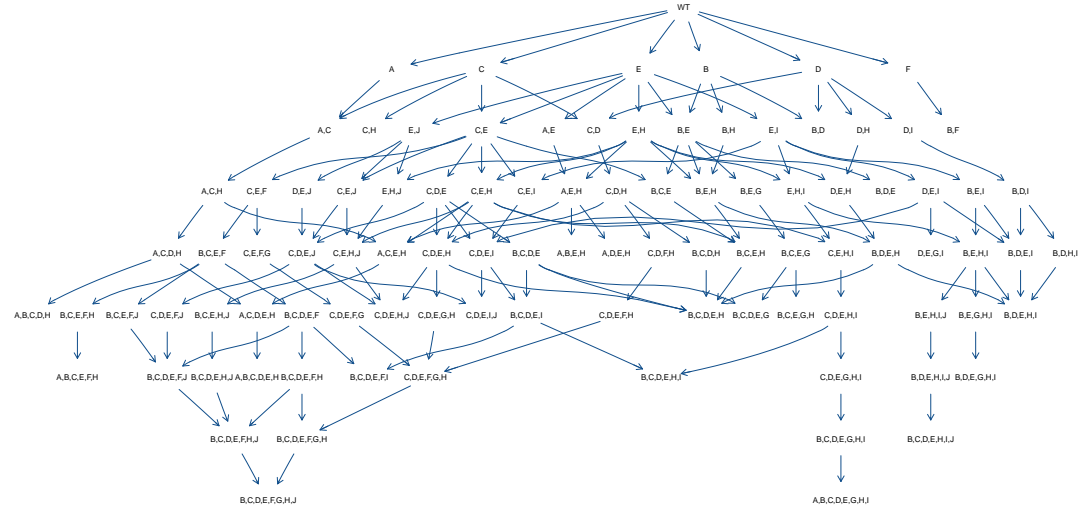 WT
A C E B D F
A,C C,H E,J C,E A,E C,D E,H B,E B,H E,I B,D D,H D,I B,F
A,C,H C,E,F D,E,J C,E,J E,H,J C,D,E C,E,H C,E,I A,E,H C,D,H B,C,E B,E,H B,E,G E,H,I D,E,H B,D,E D,E,I B,E,I B,D,I
A,C,D,H B,C,E,F C,E,F,G C,D,E,J C,E,H,J A,C,E,H C,D,E,H C,D,E,I B,C,D,E A,B,E,H A,D,E,H C,D,F,H B,C,D,H B,C,E,H B,C,E,G C,E,H,I B,D,E,H D,E,G,I B,E,H,I B,D,E,I B,D,H,I
A,B,C,D,H B,C,E,F,H B,C,E,F,J C,D,E,F,J B,C,E,H,J A,C,D,E,H B,C,D,E,F C,D,E,F,G C,D,E,H,J C,D,E,G,H C,D,E,I,J B,C,D,E,I C,D,E,F,H B,C,D,E,H B,C,D,E,G B,C,E,G,H C,D,E,H,I B,E,H,I,J B,E,G,H,I B,D,E,H,I
A,B,C,E,F,H B,C,D,E,F,J B,C,D,E,H,J A,B,C,D,E,H B,C,D,E,F,H B,C,D,E,F,I C,D,E,F,G,H B,C,D,E,H,I C,D,E,G,H,I B,D,E,H,I,J B,D,E,G,H,I
B,C,D,E,F,H,J B,C,D,E,F,G,H B,C,D,E,G,H,I B,C,D,E,H,I,J
B,C,D,E,F,G,H,J A,B,C,D,E,G,H,I